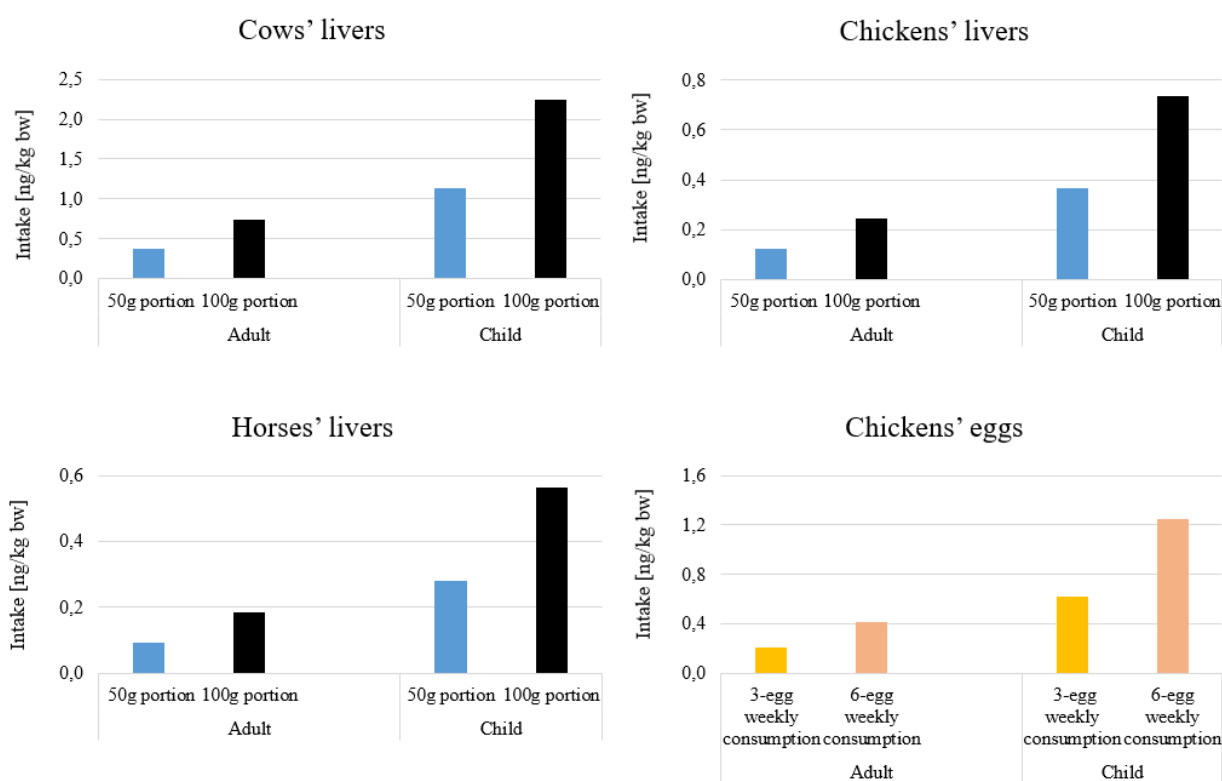 Cows’ livers
Intake [ng/kg bw]
2,5
2,0
1,5
1,0
0,5
0,0
50g portion 100g portion 50g portion 100g portion
Adult Child
Chickens’ livers
Intake [ng/kg bw]
0,8
0,6
0,4
0,2
0,0
50g portion 100g portion 50g portion 100g portion
Adult Child
Horses’ livers
Intake [ng/kg bw]
0,6
0,4
0,2
0,0
50g portion 100g portion 50g portion 100g portion
Adult Child
Chickens’ eggs
Intake [ng/kg bw]
1,6
1,2
0,8
0,4
0,0
3-egg 6-egg 3-egg 6-egg
weekly weekly weekly weekly
consumption consumption consumption consumption
Adult Child